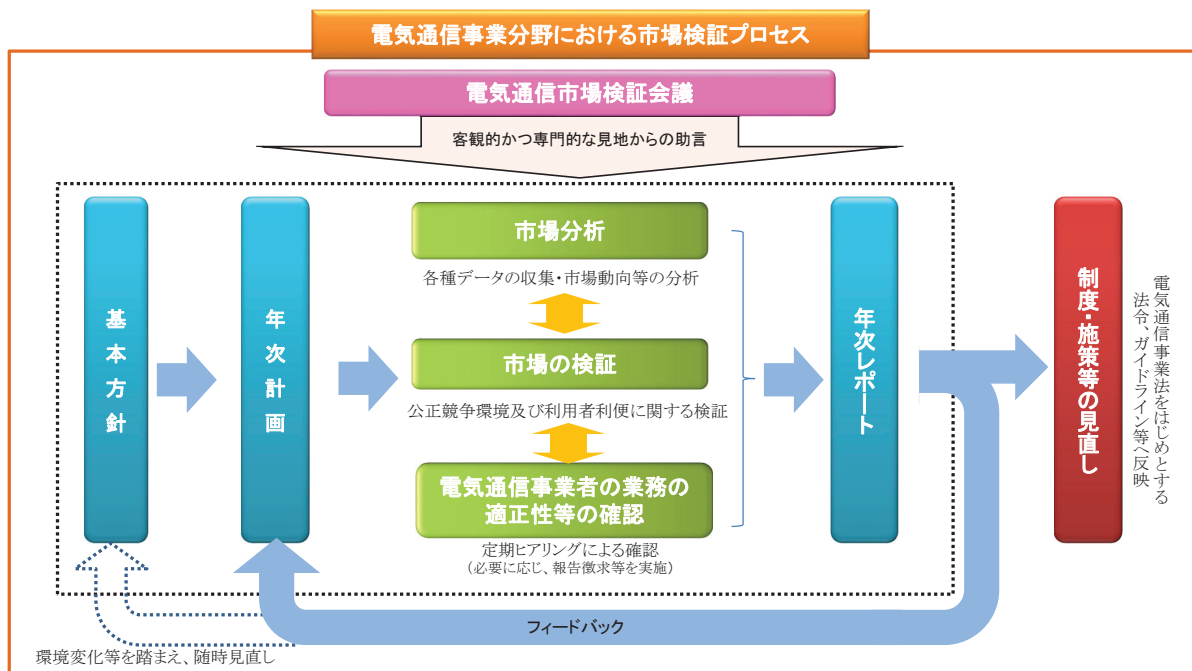 電気通信事業分野における市場検証プロセス
電気通信市場検証会議
客観的かつ専門的な見地からの助言
基本方針
年次計画
市場分析
各種データの収集・市場動向等の分析
市場の検証
公正競争環境及び利用者利便に関する検証
電気通信事業者の業務の
適正性等の確認
定期ヒアリングによる確認
（必要に応じ、報告徴求等を実施）
年次レポート
制度・施策等の見直し
電気通信事業法をはじめとする
法令、ガイドライン等へ反映
フィードバック
環境変化等を踏まえ、随時見直し